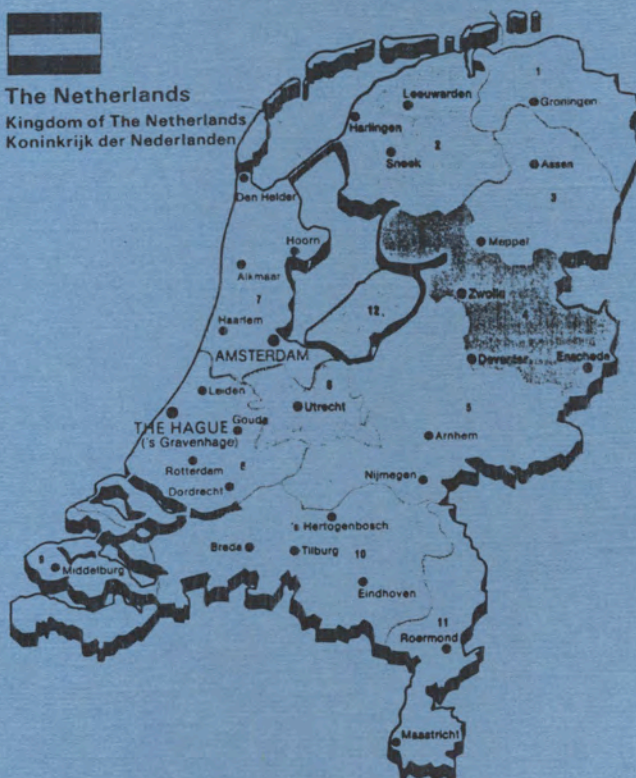 The Netherlands
Kingdom of The Netherlands
Koninkrijk der Nederlanden
1
Leeuwarden
Groningen
Harlingen
2
Sneek
Assen
Den Helder
3
Hoorn
Meppel
Alkmaar
7
Zwolle
12.
Haarlem
4
AMSTERDAM
Deventer
Enschede
Leiden
8
Utrecht
5
THE HAGUE
Gouda
('s Gravenhage)
Arnhem
Rotterdam
6
Nijmegen
Dordrecht
's Hertogenbosch
Breda
Tilburg
10
9
Middelburg
Eindhoven
11
Roermond
Maastricht